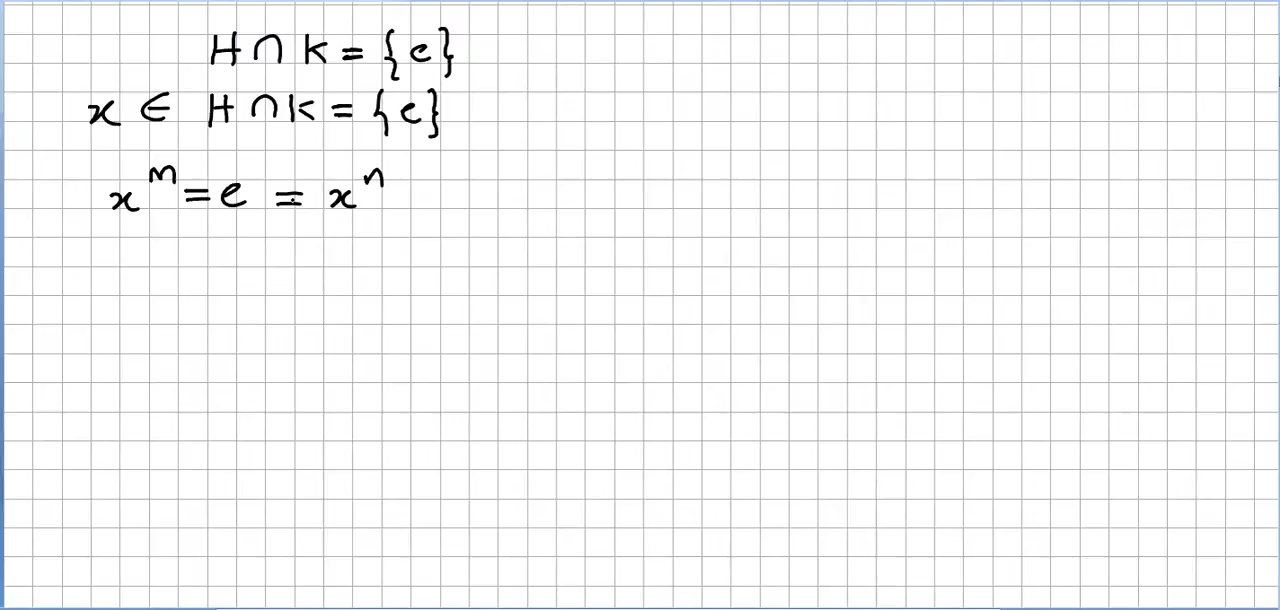 H ∩ K = {e}
x ∈ H ∩ K = {e}
x^m = e = x^n